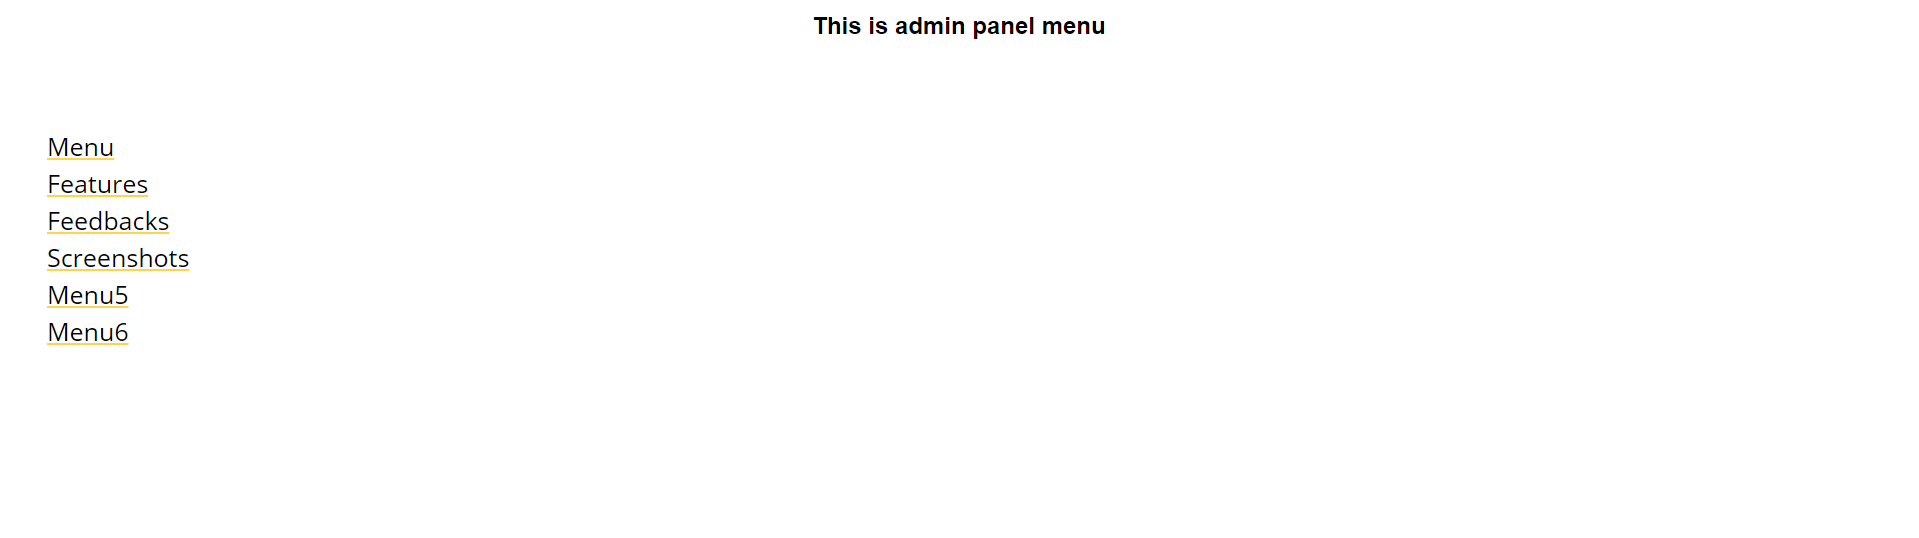 This is admin panel menu
Menu
Features
Feedbacks
Screenshots
Menu5
Menu6